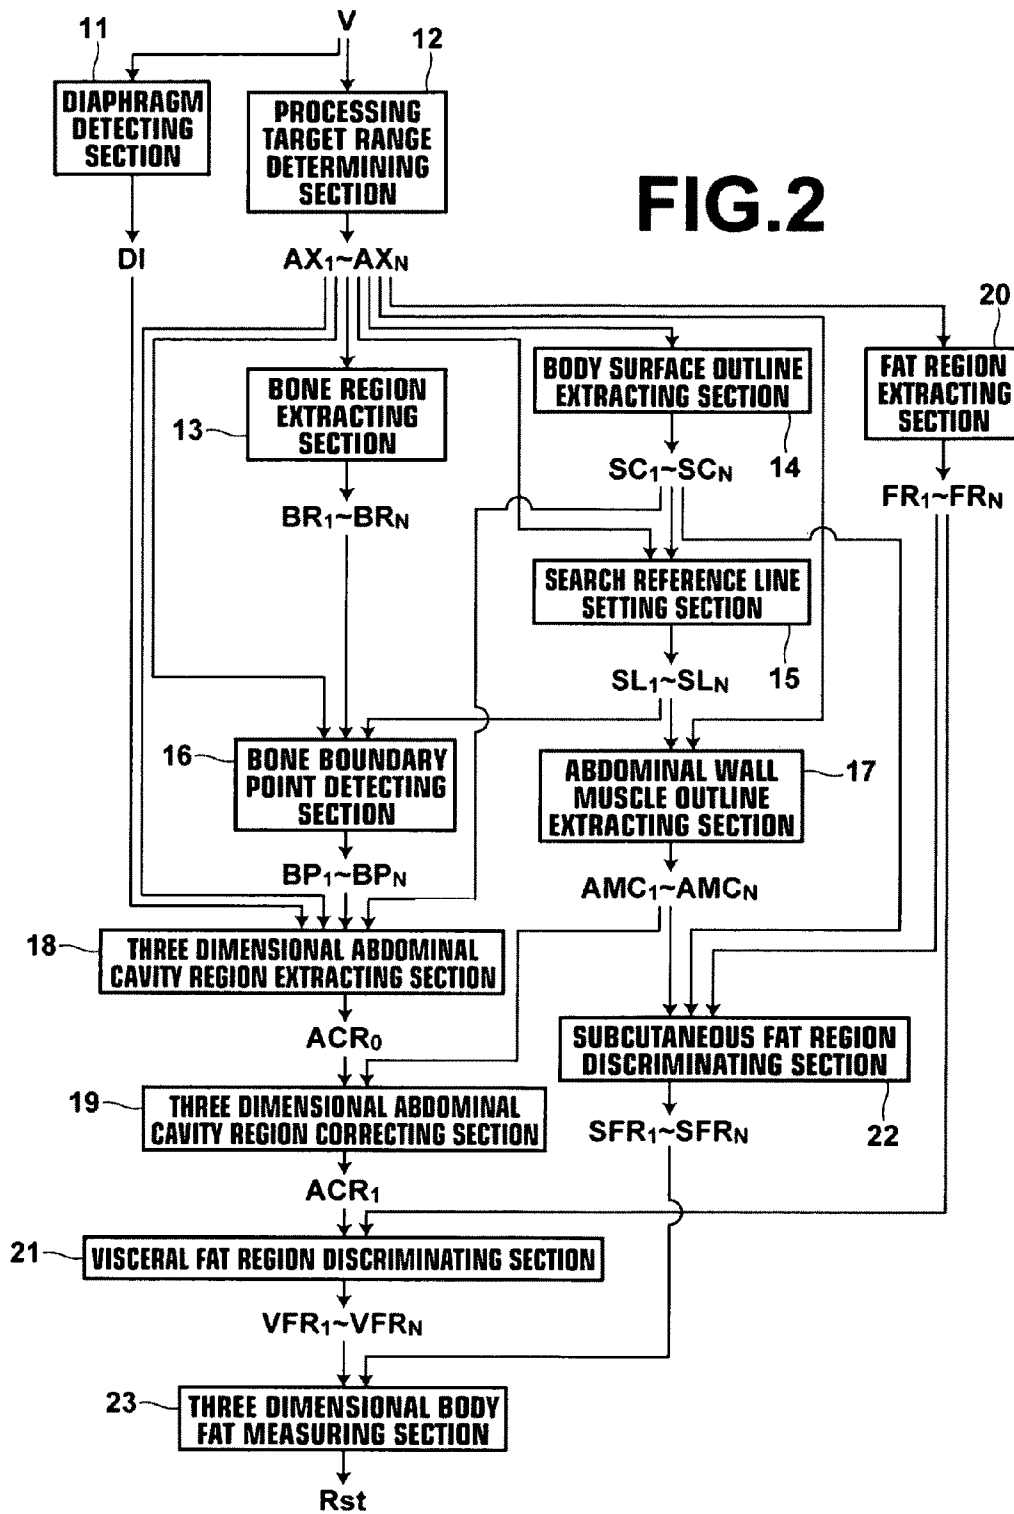 V
11
12
DIAPHRAGM
DETECTING
SECTION
PROCESSING
TARGET RANGE
DETERMINING
SECTION
FIG.2
DI
AX1~AXN
20
BONE REGION
EXTRACTING
SECTION
13
BODY SURFACE OUTLINE
EXTRACTING SECTION
14
FAT REGION
EXTRACTING
SECTION
SC1~SCN
FR1~FRN
BR1~BRN
SEARCH REFERENCE LINE
SETTING SECTION
15
SL1~SLN
16
BONE BOUNDARY
POINT DETECTING
SECTION
ABDOMINAL WALL
MUSCLE OUTLINE
EXTRACTING SECTION
17
BP1~BPN
AMC1~AMCN
18
THREE DIMENSIONAL ABDOMINAL
CAVITY REGION EXTRACTING SECTION
ACR0
SUBCUTANEOUS FAT REGION
DISCRIMINATING SECTION
22
19
THREE DIMENSIONAL ABDOMINAL
CAVITY REGION CORRECTING SECTION
SFR1~SFRN
ACR1
21
VISCERAL FAT REGION DISCRIMINATING SECTION
VFR1~VFRN
23
THREE DIMENSIONAL BODY
FAT MEASURING SECTION
Rst